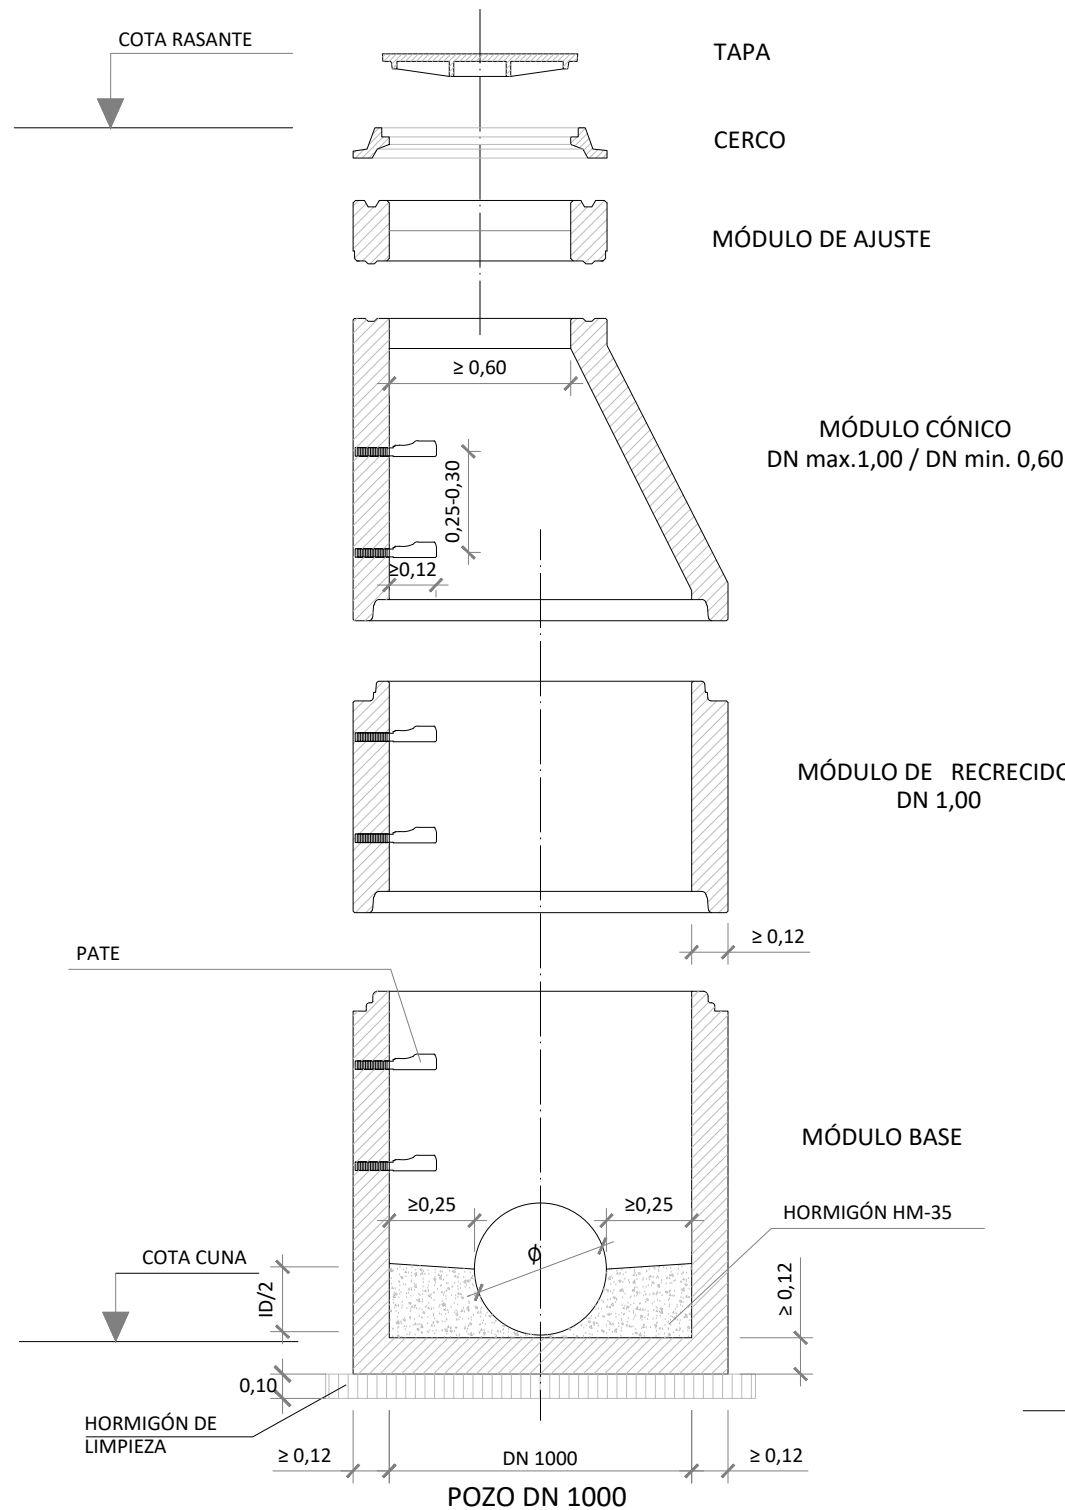 COTA RASANTE
TAPA
CERCO
MÓDULO DE AJUSTE
≥ 0,60
MÓDULO CÓNICO
DN max.1,00 / DN min. 0,60
0,25-0,30
≥0,12
MÓDULO DE RECRECIDO
DN 1,00
≥ 0,12
PATE
MÓDULO BASE
≥0,25
≥0,25
HORMIGÓN HM-35
Ø
COTA CUNA
ID/2
≥ 0,12
0,10
HORMIGÓN DE
LIMPIEZA
≥ 0,12
DN 1000
≥ 0,12
POZO DN 1000